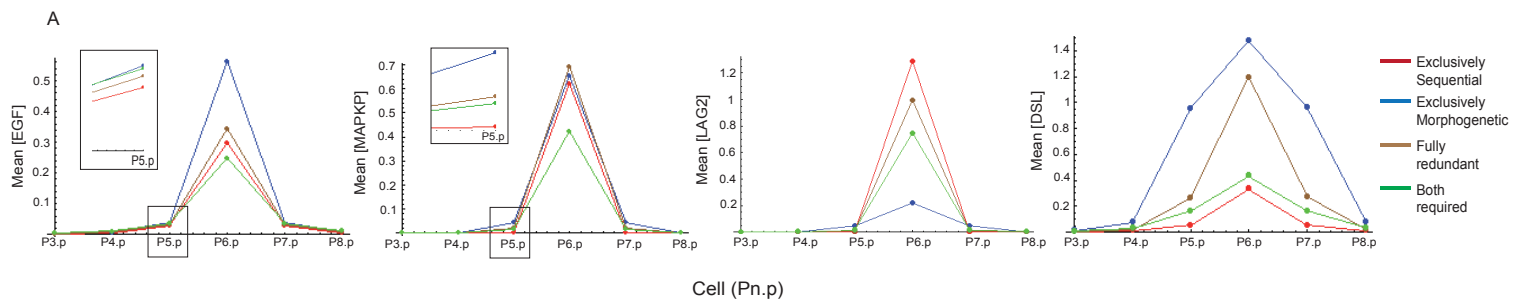 A
Mean [EGF]
0.5
0.4
0.3
0.2
0.1
P5.p
P3.p P4.p P5.p P6.p P7.p P8.p
Mean [MAPKP]
0.7
0.6
0.5
0.4
0.3
0.2
0.1
P5.p
P3.p P4.p P5.p P6.p P7.p P8.p
Mean [LAG2]
1.2
1
0.8
0.6
0.4
0.2
P3.p P4.p P5.p P6.p P7.p P8.p
Mean [DSL]
1.4
1.2
1
0.8
0.6
0.4
0.2
P3.p P4.p P5.p P6.p P7.p P8.p
Exclusively
Sequential
Exclusively
Morphogenetic
Fully
redundant
Both
required
Cell (Pn.p)